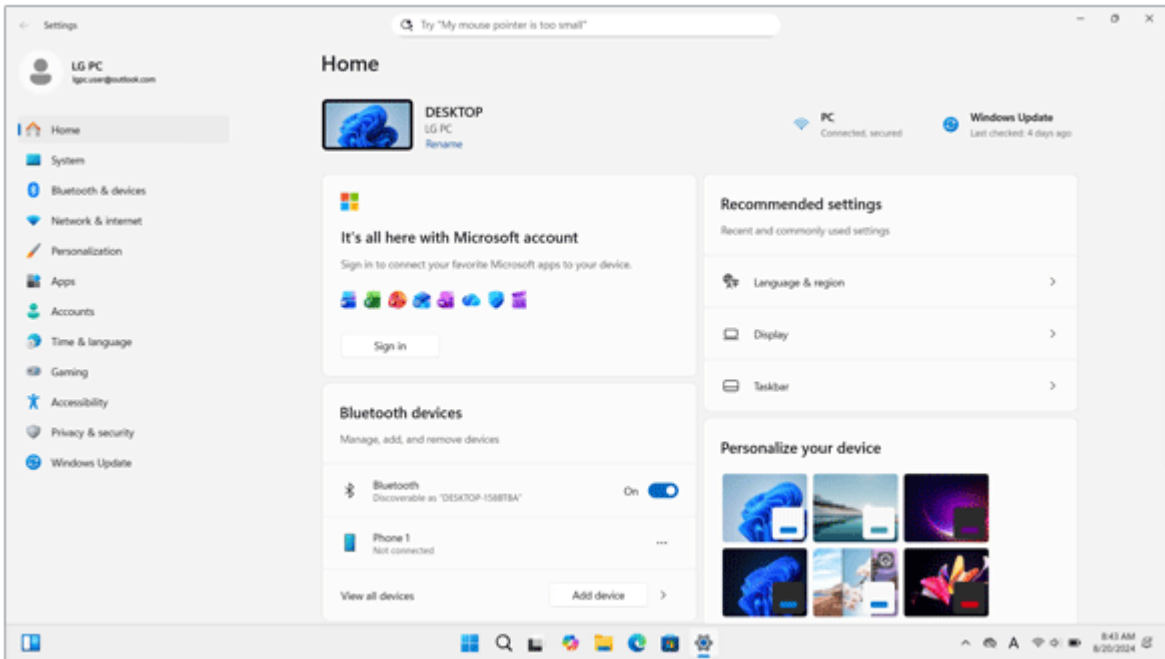 Settings
Try "My mouse pointer is too small"
LG PC
lgpc.user@outlook.com
Home
System
Bluetooth & devices
Network & internet
Personalization
Apps
Accounts
Time & language
Gaming
Accessibility
Privacy & security
Windows Update
Home
DESKTOP
LG PC
Rename
PC
Connected, secured
Windows Update
Last checked: 4 days ago
It's all here with Microsoft account
Sign in to connect your favorite Microsoft apps to your device.
Sign in
Bluetooth devices
Manage, add, and remove devices
Bluetooth
Discoverable as "DESKTOP-158BTBA"
On
Phone 1
Not connected
View all devices
Add device
Recommended settings
Recent and commonly used settings
Language & region
Display
Taskbar
Personalize your device
A
8:43 AM
8/20/2024